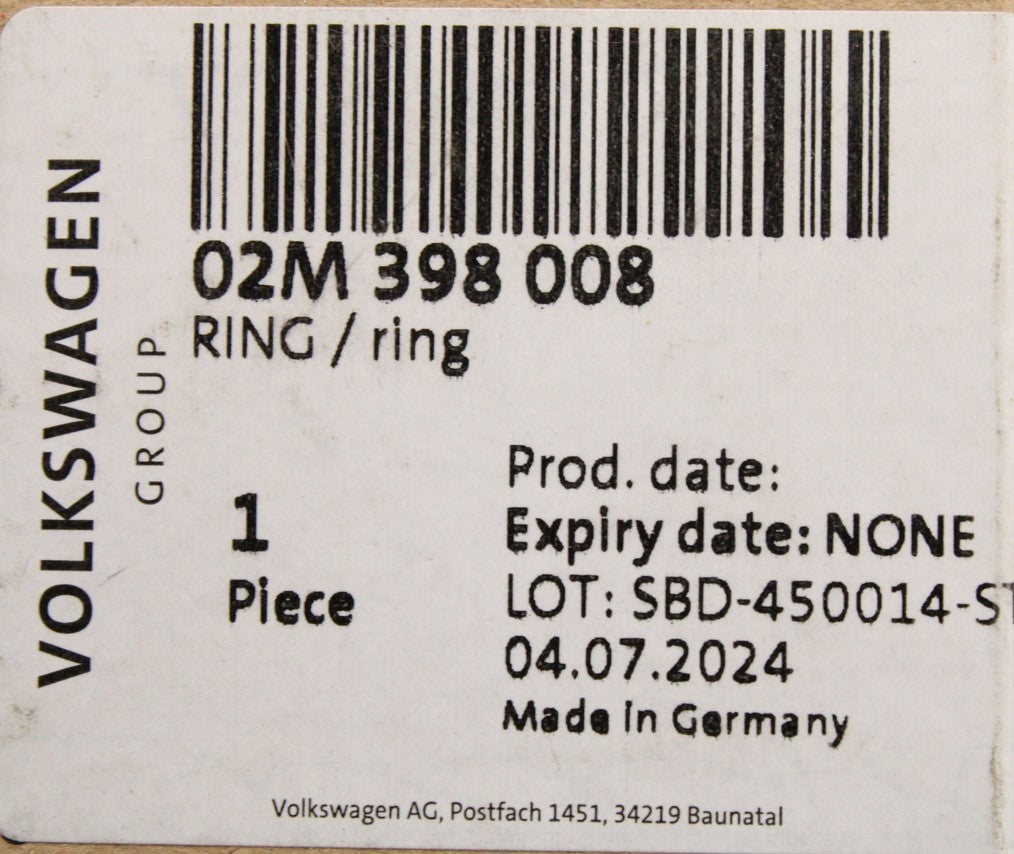 VOLKSWAGEN
GROUP
02M 398 008
RING / ring
1
Piece
Prod. date:
Expiry date: NONE
LOT: SBD-450014-ST
04.07.2024
Made in Germany
Volkswagen AG, Postfach 1451, 34219 Baunatal